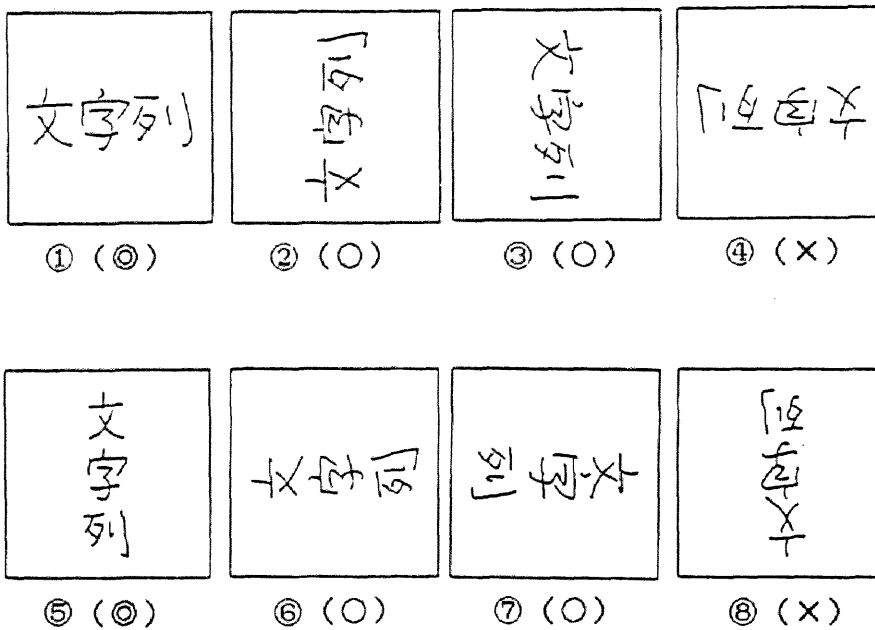 文字列 文字列 文字列 文字列
① (◎) ② (○) ③ (○) ④ (×)
文字列 文字列 文字列 文字列
⑤ (◎) ⑥ (○) ⑦ (○) ⑧ (×)